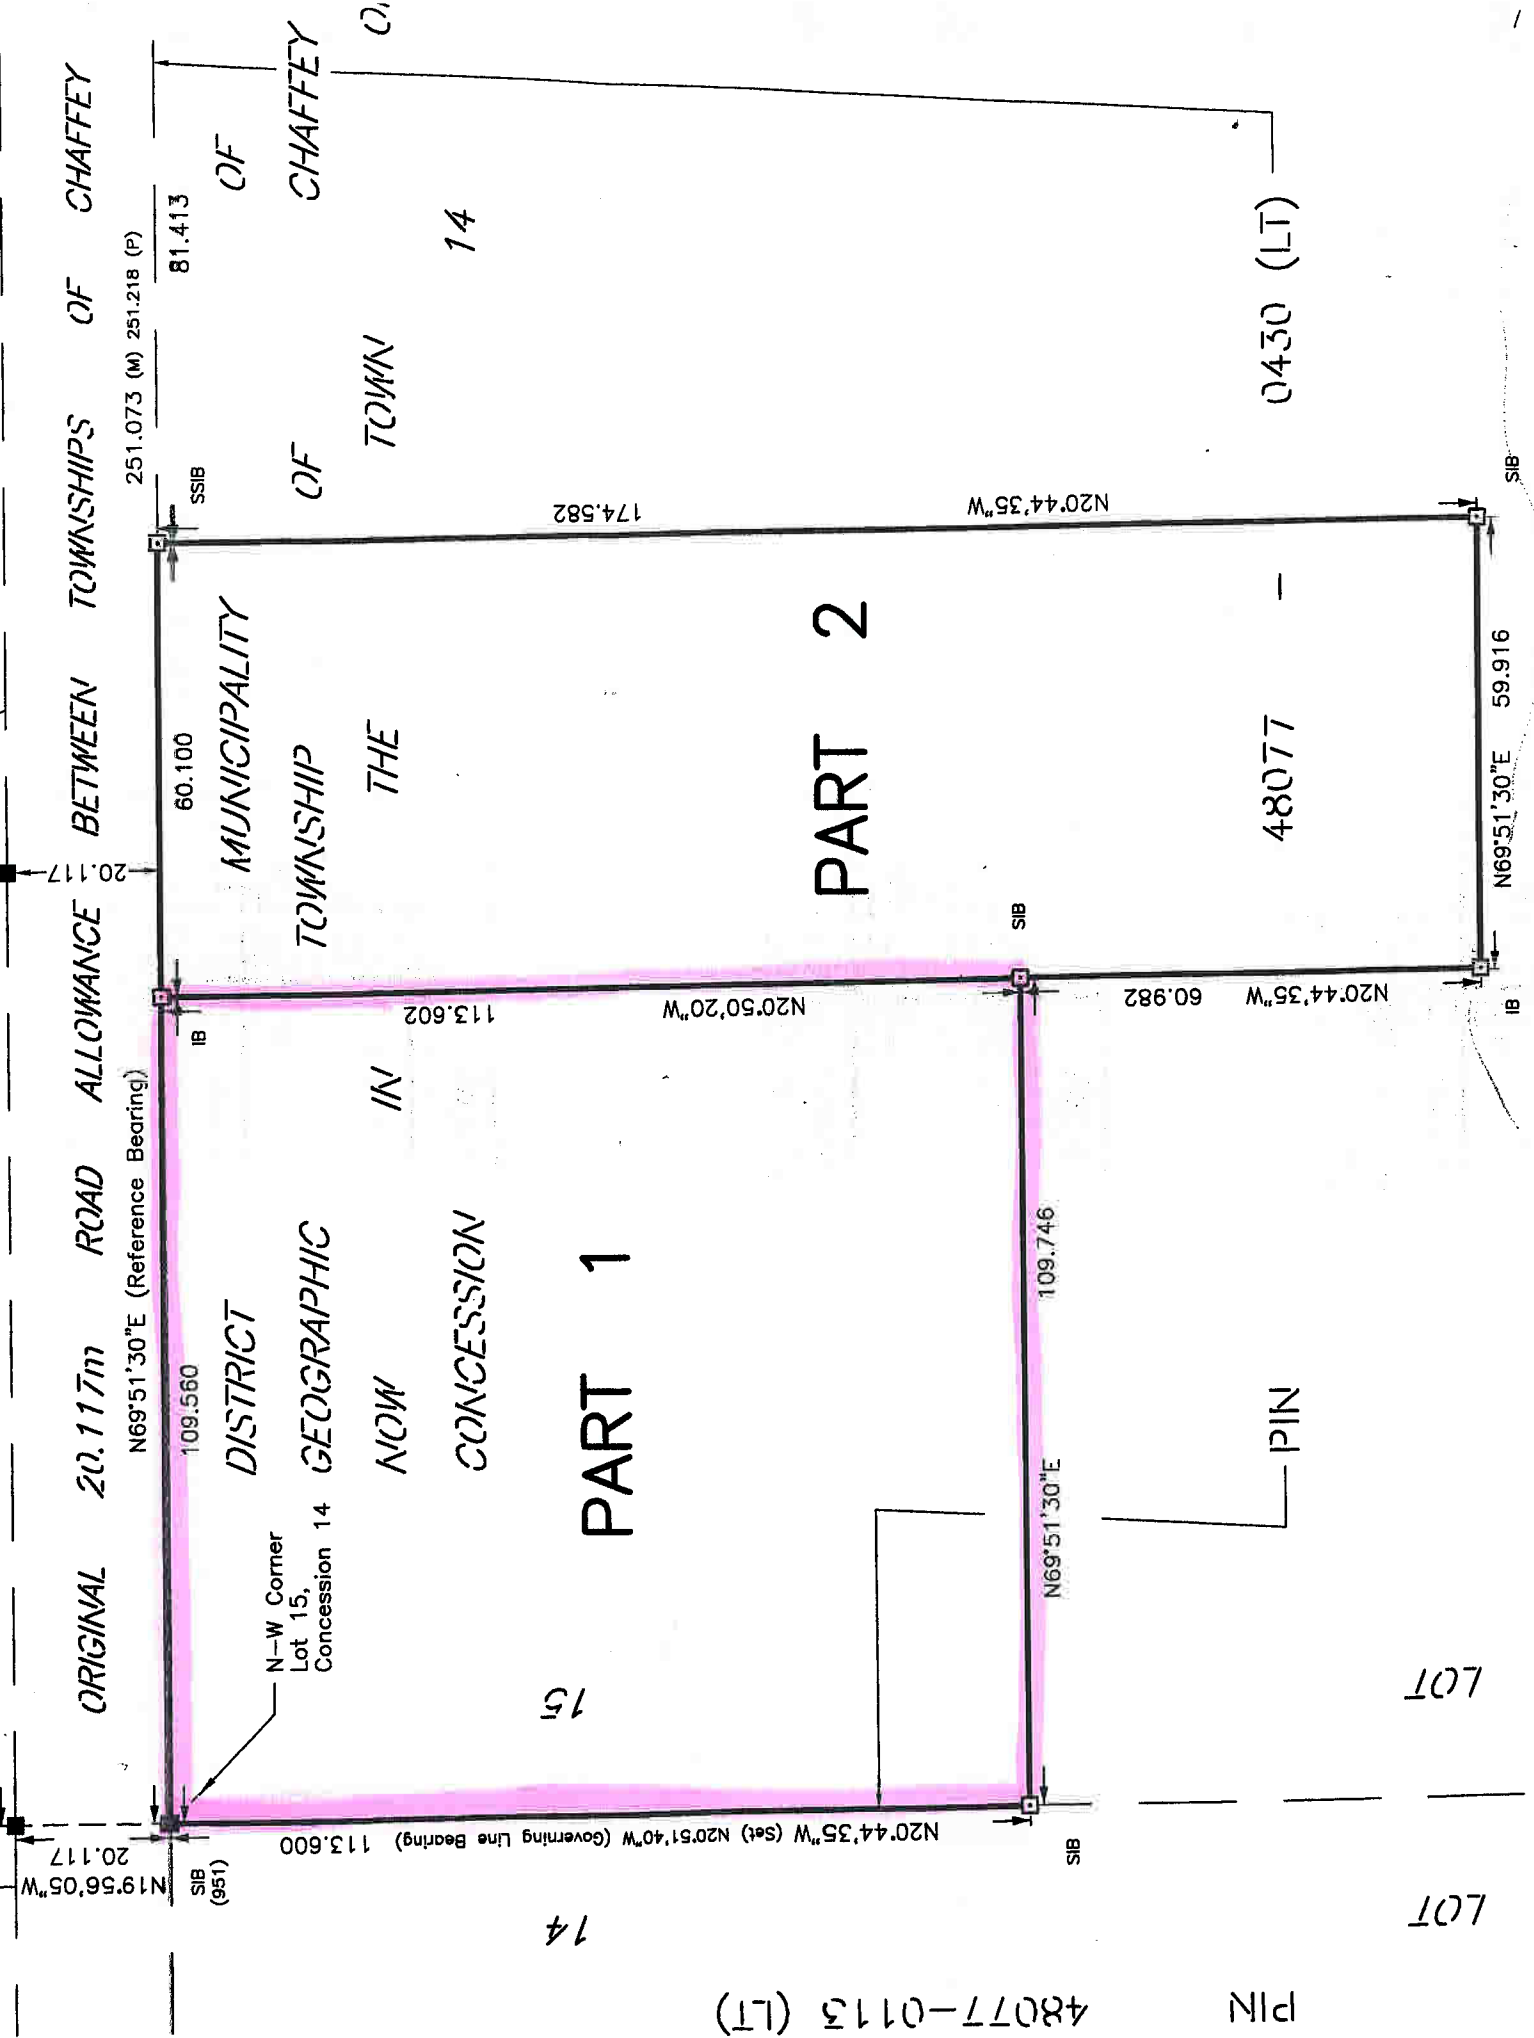 ORIGINAL 20.117m ROAD ALLOWANCE BETWEEN TOWNSHIPS OF CHAFFEY
N69°51'30"E (Reference Bearing)
251.073 (M) 251.218 (P)
20.117
109.560
60.100
81.413
N19°56'05"W
20.117
SIB
(951)
IB
SSIB
N-W Corner
Lot 15,
Concession 14
DISTRICT MUNICIPALITY OF
GEOGRAPHIC TOWNSHIP OF CHAFFEY
NOW IN THE TOWN
CONCESSION 14
PART 1
PART 2
15
14
113.600 N20°44'35"W (Set) N20°51'40"W (Governing Line Bearing)
113.602 N20°50'20"W
174.582 N20°44'35"W
SIB
SIB
N69°51'30"E 109.746
60.982 N20°44'35"W
PIN 48077 - 0430 (LT)
IB
N69°51'30"E 59.916
SIB
LOT
LOT
PIN 48077-0113 (LT)